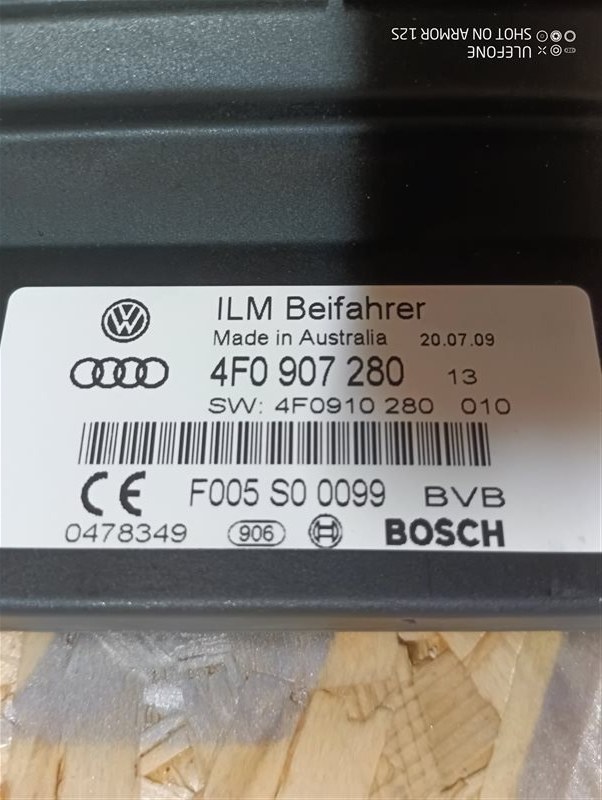 ULEFONE
SHOT ON ARMOR 12S
ILM Beifahrer
Made in Australia 20.07.09
4F0 907 280 13
SW: 4F0910 280 010
CE F005 S0 0099 BVB
0478349 906 BOSCH